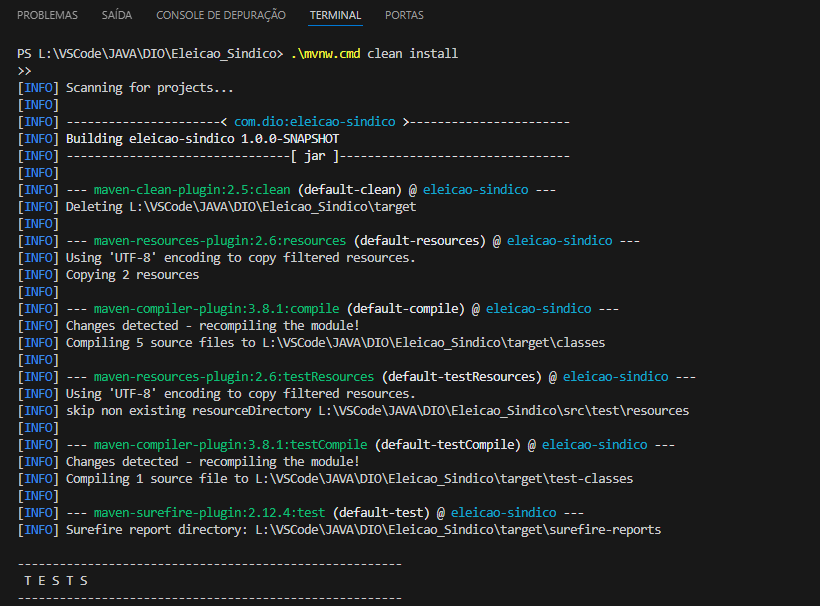 PROBLEMAS SAÍDA CONSOLE DE DEPURAÇÃO TERMINAL PORTAS
PS L:\VSCode\JAVA\DIO\Eleicao_Sindico> .\mvnw.cmd clean install
>>
[INFO] Scanning for projects...
[INFO]
[INFO] ----------------------< com.dio:eleicao-sindico >-----------------------
[INFO] Building eleicao-sindico 1.0.0-SNAPSHOT
[INFO] --------------------------------[ jar ]---------------------------------
[INFO]
[INFO] --- maven-clean-plugin:2.5:clean (default-clean) @ eleicao-sindico ---
[INFO] Deleting L:\VSCode\JAVA\DIO\Eleicao_Sindico\target
[INFO]
[INFO] --- maven-resources-plugin:2.6:resources (default-resources) @ eleicao-sindico ---
[INFO] Using 'UTF-8' encoding to copy filtered resources.
[INFO] Copying 2 resources
[INFO]
[INFO] --- maven-compiler-plugin:3.8.1:compile (default-compile) @ eleicao-sindico ---
[INFO] Changes detected - recompiling the module!
[INFO] Compiling 5 source files to L:\VSCode\JAVA\DIO\Eleicao_Sindico\target\classes
[INFO]
[INFO] --- maven-resources-plugin:2.6:testResources (default-testResources) @ eleicao-sindico ---
[INFO] Using 'UTF-8' encoding to copy filtered resources.
[INFO] skip non existing resourceDirectory L:\VSCode\JAVA\DIO\Eleicao_Sindico\src\test\resources
[INFO]
[INFO] --- maven-compiler-plugin:3.8.1:testCompile (default-testCompile) @ eleicao-sindico ---
[INFO] Changes detected - recompiling the module!
[INFO] Compiling 1 source file to L:\VSCode\JAVA\DIO\Eleicao_Sindico\target\test-classes
[INFO]
[INFO] --- maven-surefire-plugin:2.12.4:test (default-test) @ eleicao-sindico ---
[INFO] Surefire report directory: L:\VSCode\JAVA\DIO\Eleicao_Sindico\target\surefire-reports
-------------------------------------------------------
T E S T S
-------------------------------------------------------